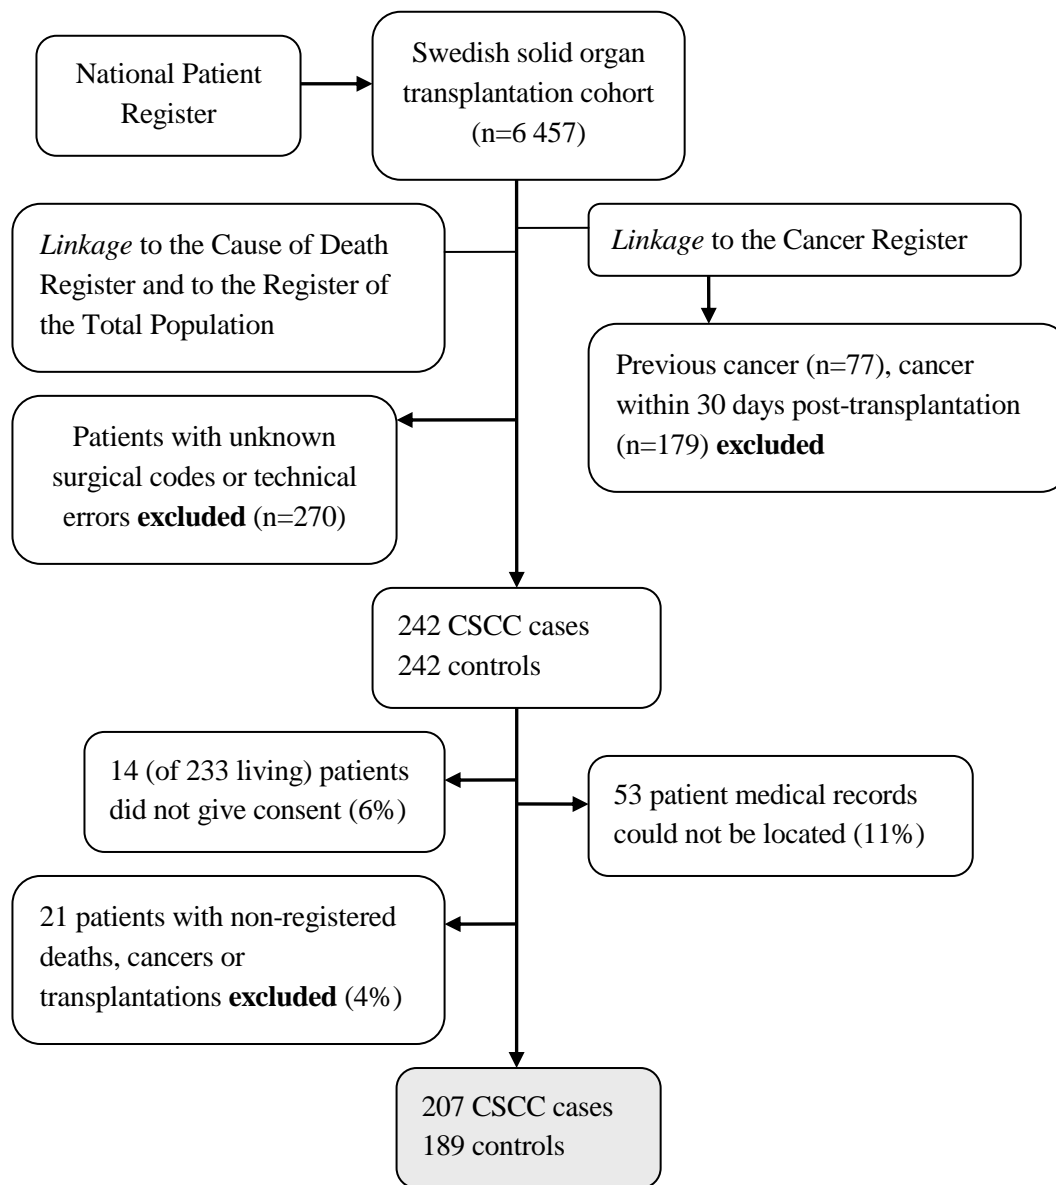 National Patient
Register
Swedish solid organ
transplantation cohort
(n=6 457)
Linkage to the Cause of Death
Register and to the Register of
the Total Population
Linkage to the Cancer Register
Previous cancer (n=77), cancer
within 30 days post-transplantation
(n=179) excluded
Patients with unknown
surgical codes or technical
errors excluded (n=270)
242 CSCC cases
242 controls
14 (of 233 living) patients
did not give consent (6%)
53 patient medical records
could not be located (11%)
21 patients with non-registered
deaths, cancers or
transplantations excluded (4%)
207 CSCC cases
189 controls